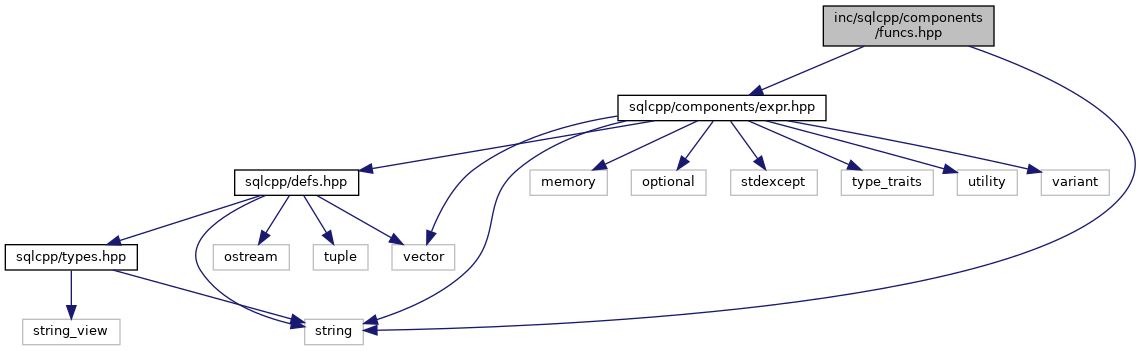 inc/sqlcpp/components
/funcs.hpp
sqlcpp/components/expr.hpp
sqlcpp/defs.hpp
memory
optional
stdexcept
type_traits
utility
variant
sqlcpp/types.hpp
ostream
tuple
vector
string_view
string